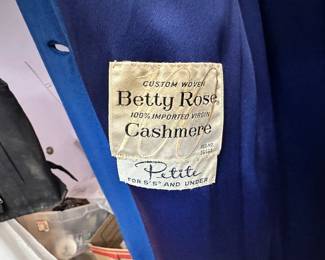 CUSTOM WOVEN
Betty Rose
100% IMPORTED VIRGIN
Cashmere
Petite
FOR 5'5" AND UNDER